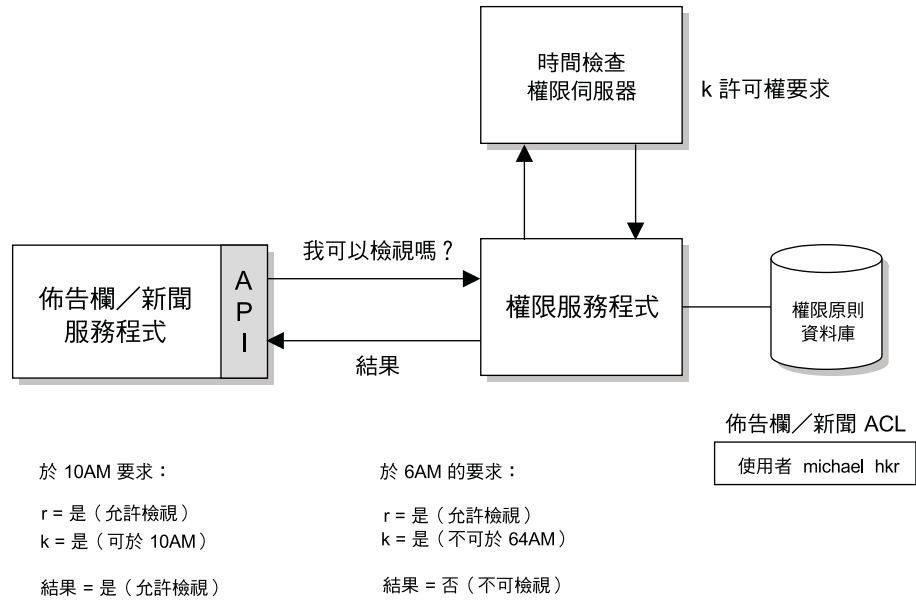 時間檢查
權限伺服器
k 許可權要求
我可以檢視嗎？
佈告欄／新聞
服務程式
A
P
I
權限服務程式
權限原則
資料庫
結果
佈告欄／新聞 ACL
使用者 michael hkr
於 10AM 要求：
r = 是（允許檢視）
k = 是（可於 10AM）
結果 = 是（允許檢視）
於 6AM 的要求：
r = 是（允許檢視）
k = 是（不可於 64AM）
結果 = 否（不可檢視）